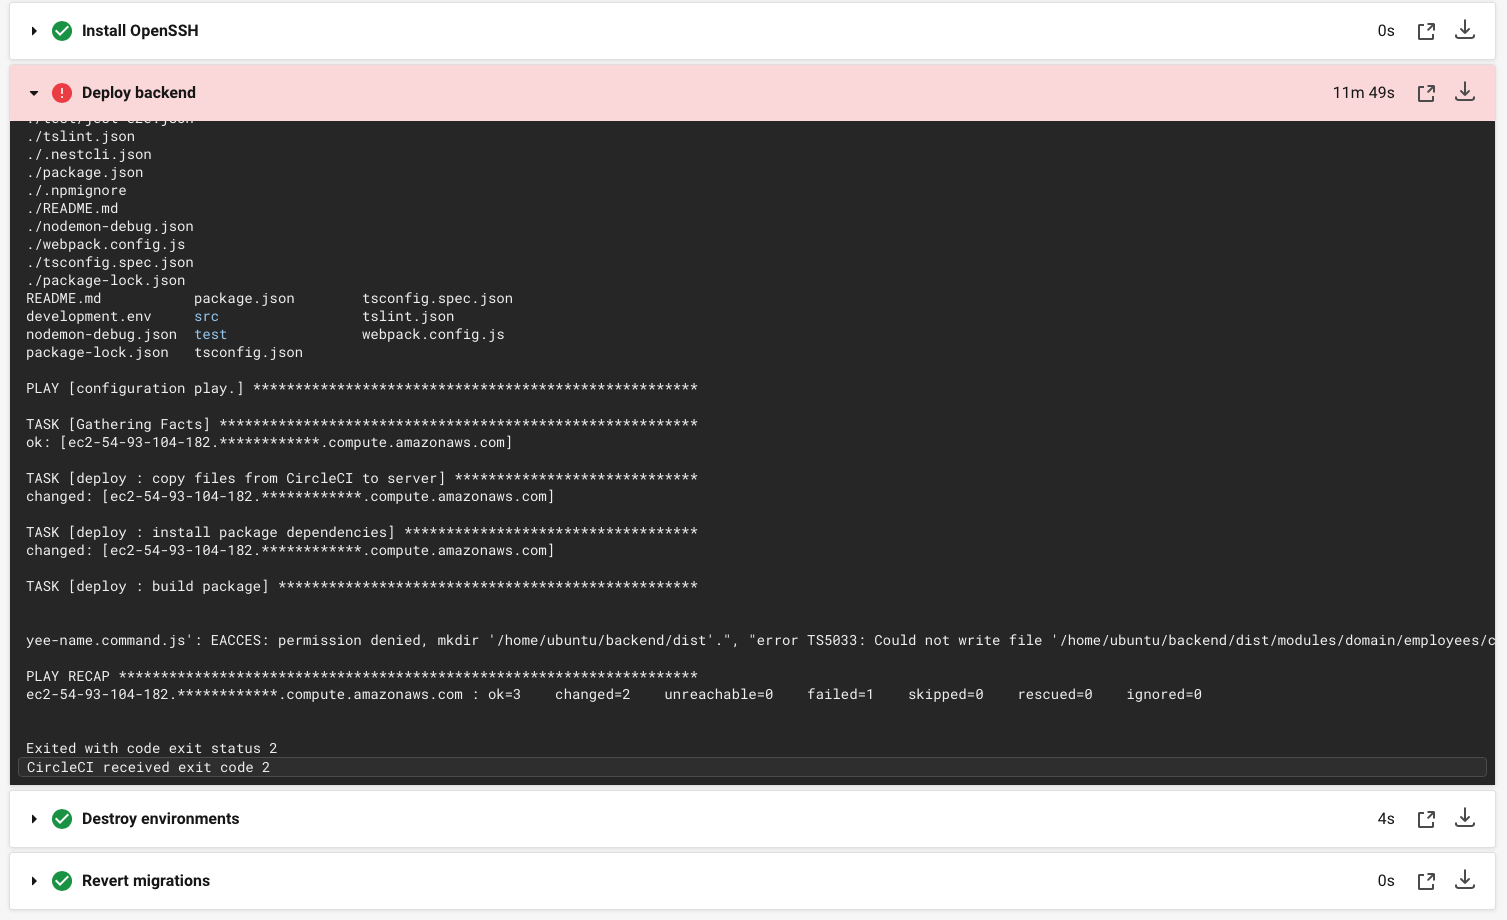 Install OpenSSH 0s
Deploy backend 11m 49s
./test/jest-e2e.json
./tslint.json
./.nestcli.json
./package.json
./.npmignore
./README.md
./nodemon-debug.json
./webpack.config.js
./tsconfig.spec.json
./package-lock.json
README.md           package.json        tsconfig.spec.json
development.env     src                 tslint.json
nodemon-debug.json  test                webpack.config.js
package-lock.json   tsconfig.json
PLAY [configuration play.] *****************************************************
TASK [Gathering Facts] *********************************************************
ok: [ec2-54-93-104-182.************.compute.amazonaws.com]
TASK [deploy : copy files from CircleCI to server] *****************************
changed: [ec2-54-93-104-182.************.compute.amazonaws.com]
TASK [deploy : install package dependencies] ***********************************
changed: [ec2-54-93-104-182.************.compute.amazonaws.com]
TASK [deploy : build package] **************************************************
yee-name.command.js': EACCES: permission denied, mkdir '/home/ubuntu/backend/dist'.", "error TS5033: Could not write file '/home/ubuntu/backend/dist/modules/domain/employees/c
PLAY RECAP *********************************************************************
ec2-54-93-104-182.************.compute.amazonaws.com : ok=3    changed=2    unreachable=0    failed=1    skipped=0    rescued=0    ignored=0
Exited with code exit status 2
CircleCI received exit code 2
Destroy environments 4s
Revert migrations 0s